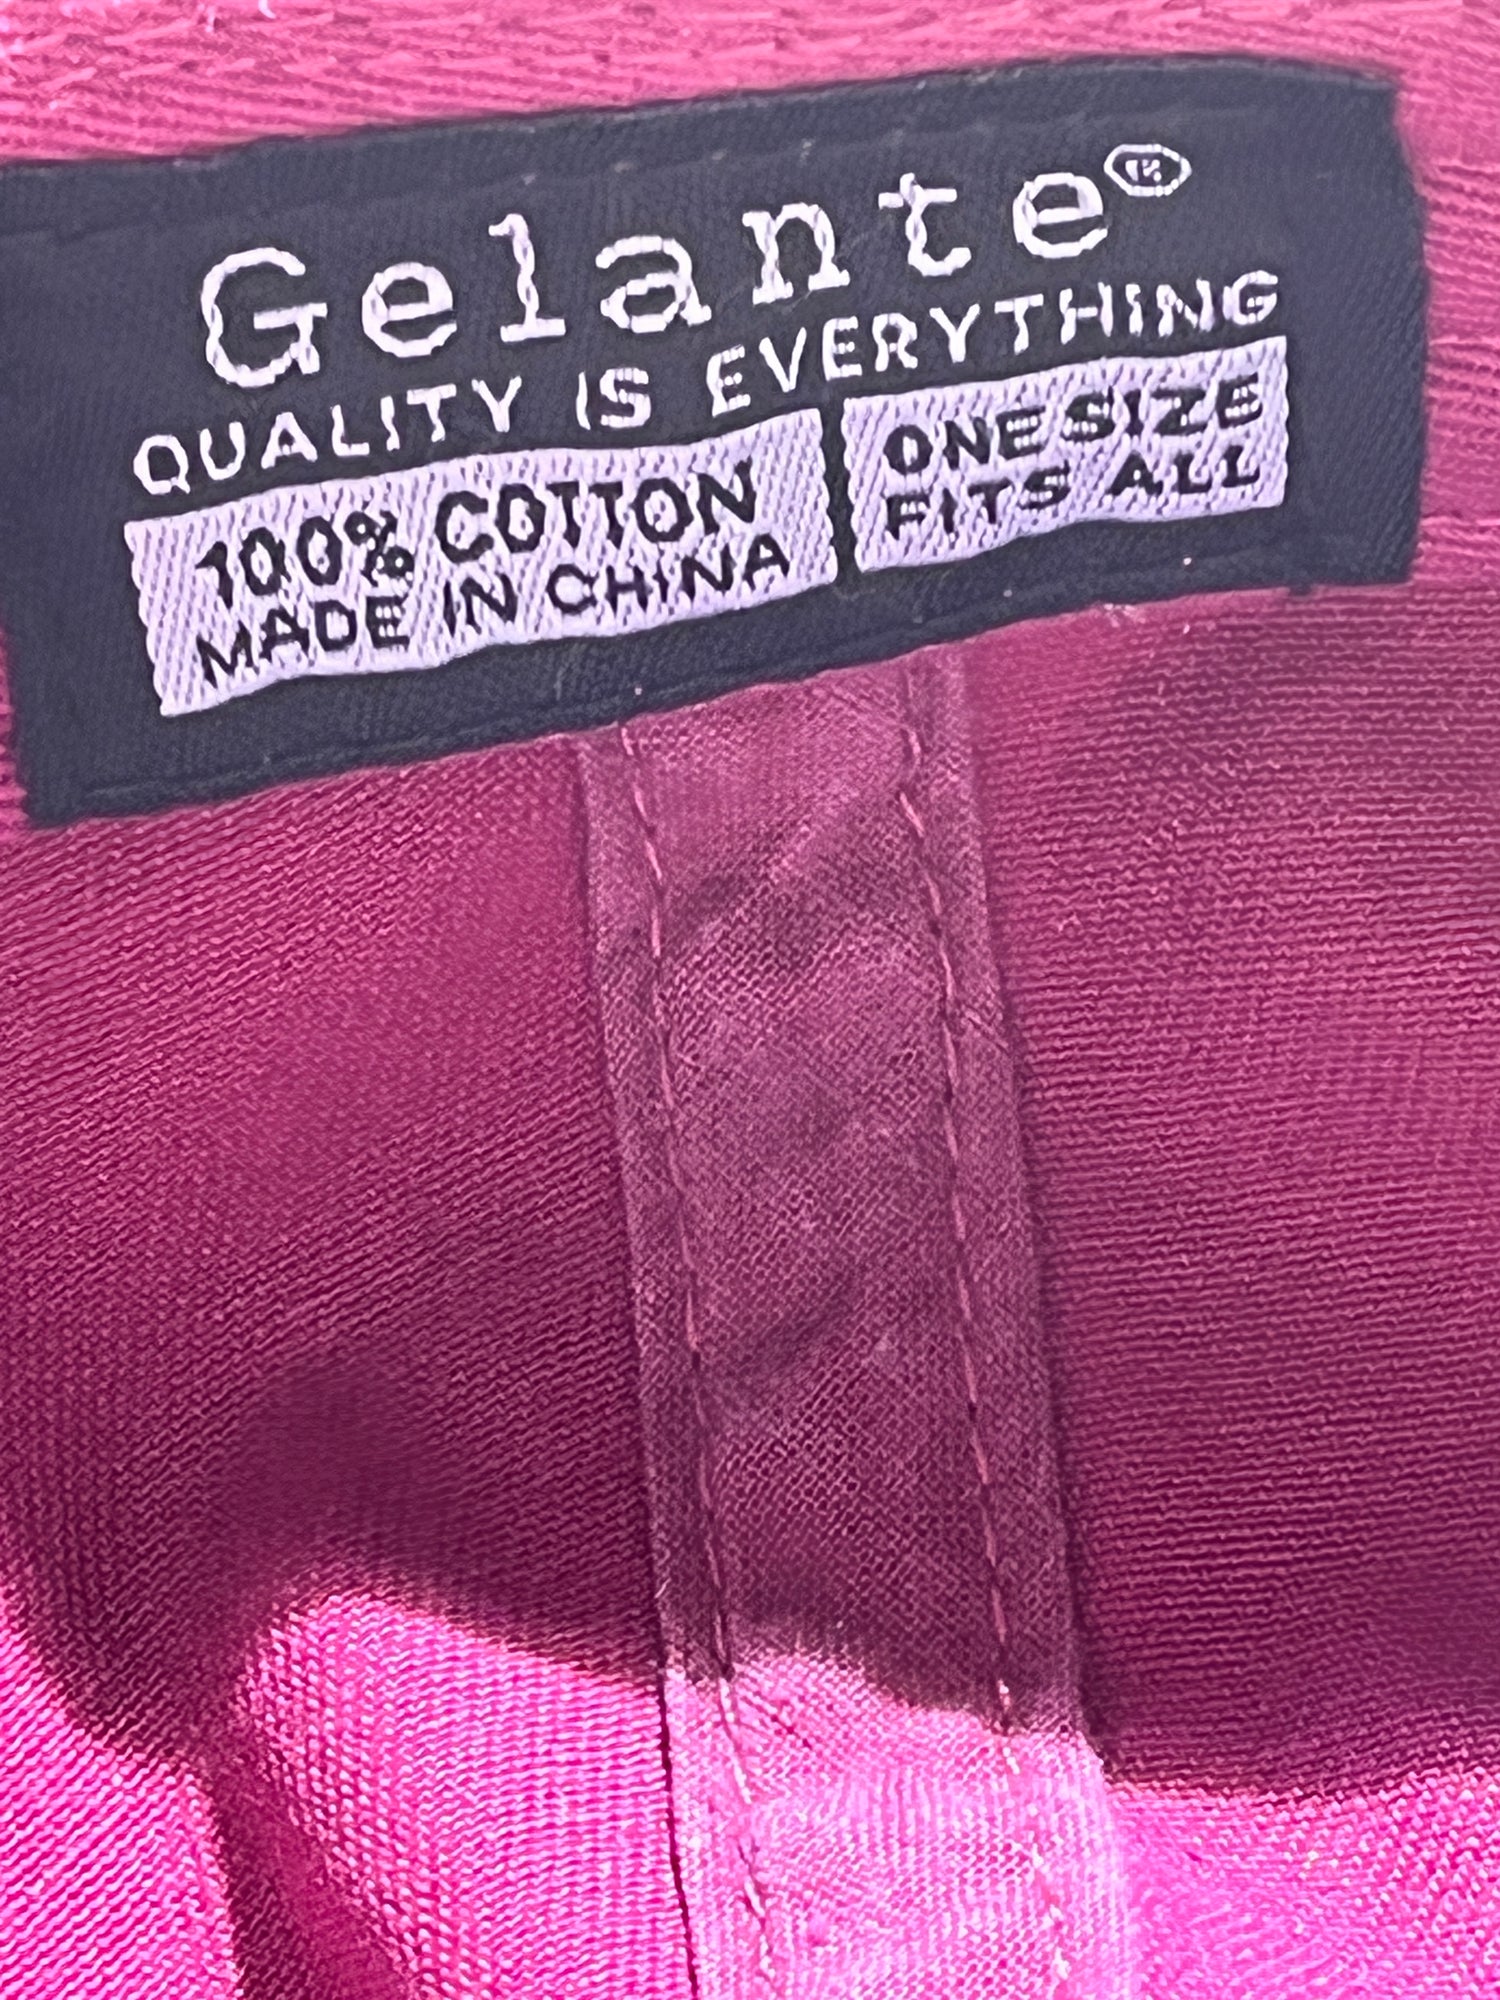 Gelante®
QUALITY IS EVERYTHING
100% COTTON
MADE IN CHINA
ONE SIZE
FITS ALL